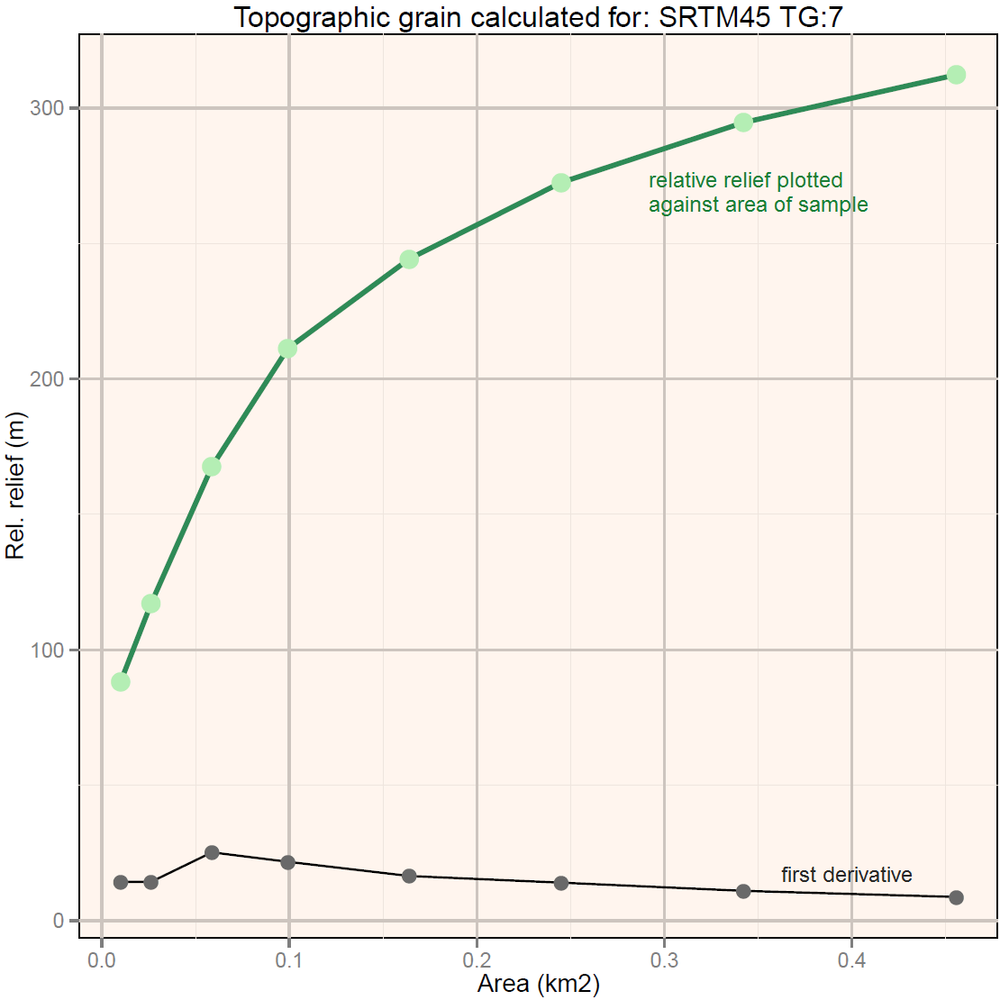 Topographic grain calculated for: SRTM45 TG:7
300
relative relief plotted
against area of sample
200
Rel. relief (m)
100
first derivative
0
0.0 0.1 0.2 0.3 0.4
Area (km2)